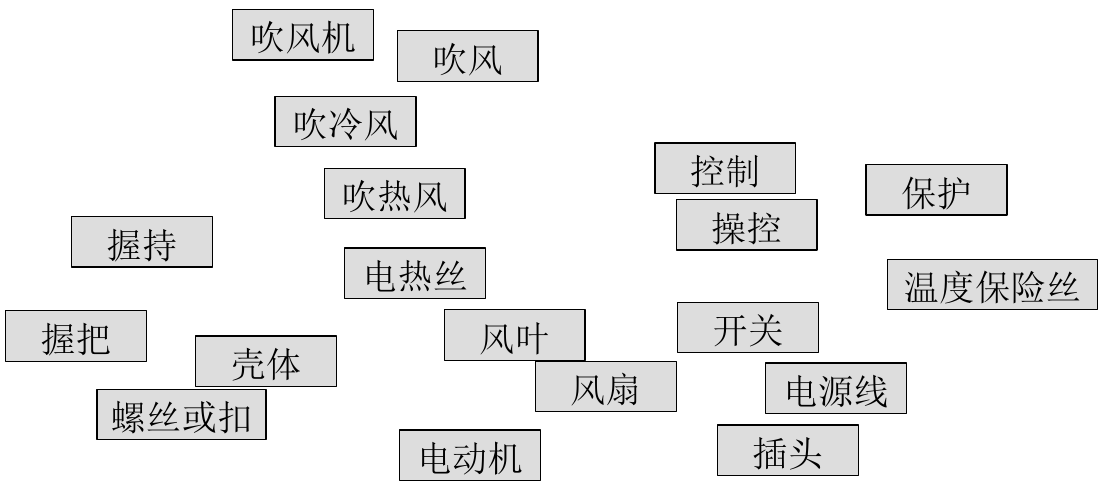 吹风机
吹风
吹冷风
控制
保护
吹热风
操控
握持
电热丝
温度保险丝
握把
风叶
开关
壳体
风扇
电源线
螺丝或扣
电动机
插头